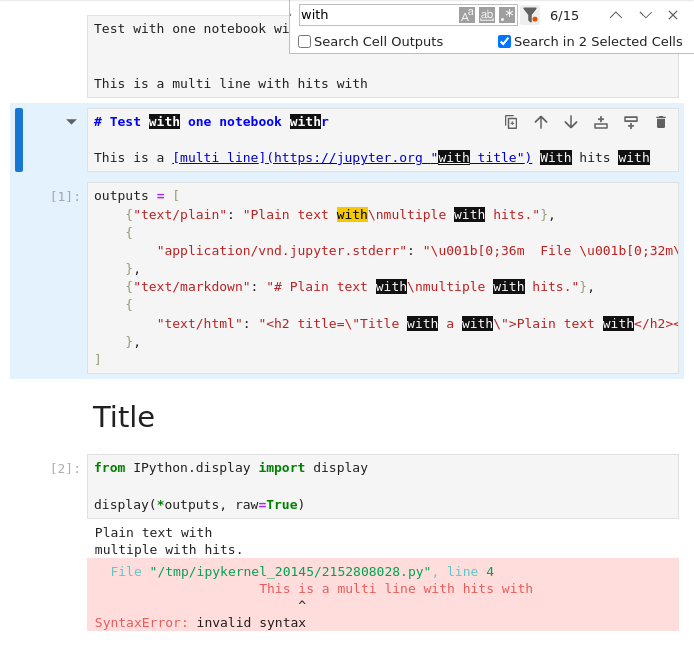 with Aa ab .* 6/15
Search Cell Outputs Search in 2 Selected Cells
Test with one notebook wi
This is a multi line with hits with
# Test with one notebook withr
This is a [multi line](https://jupyter.org "with title") With hits with
[1]: outputs = [
{"text/plain": "Plain text with\nmultiple with hits."},
{
"application/vnd.jupyter.stderr": "\u001b[0;36m  File \u001b[0;32m\
},
{"text/markdown": "# Plain text with\nmultiple with hits."},
{
"text/html": "<h2 title=\"Title with a with\">Plain text with</h2><
},
]
Title
[2]: from IPython.display import display
display(*outputs, raw=True)
Plain text with
multiple with hits.
File "/tmp/ipykernel_20145/2152808028.py", line 4
This is a multi line with hits with
^
SyntaxError: invalid syntax